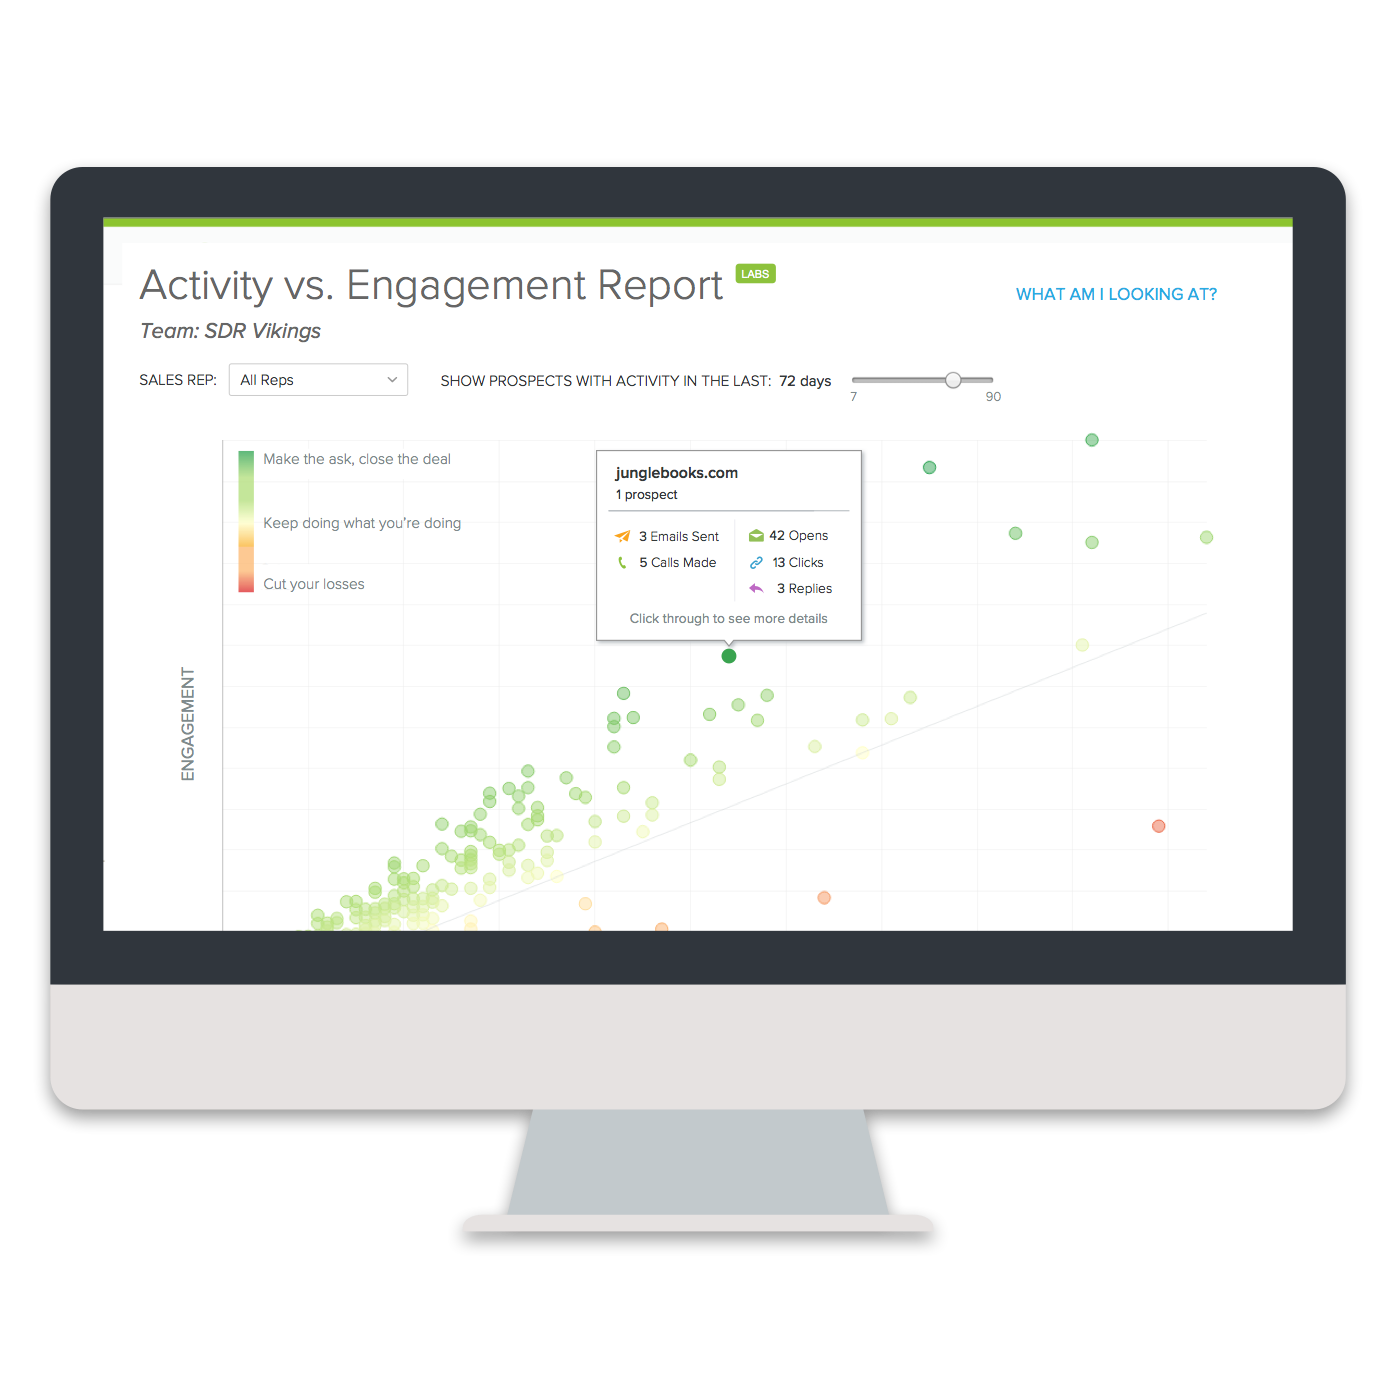 Activity vs. Engagement Report LABS
WHAT AM I LOOKING AT?
Team: SDR Vikings
SALES REP: All Reps
SHOW PROSPECTS WITH ACTIVITY IN THE LAST: 72 days
7 90
Make the ask, close the deal
Keep doing what you're doing
Cut your losses
junglebooks.com
1 prospect
3 Emails Sent
42 Opens
5 Calls Made
13 Clicks
3 Replies
Click through to see more details
ENGAGEMENT